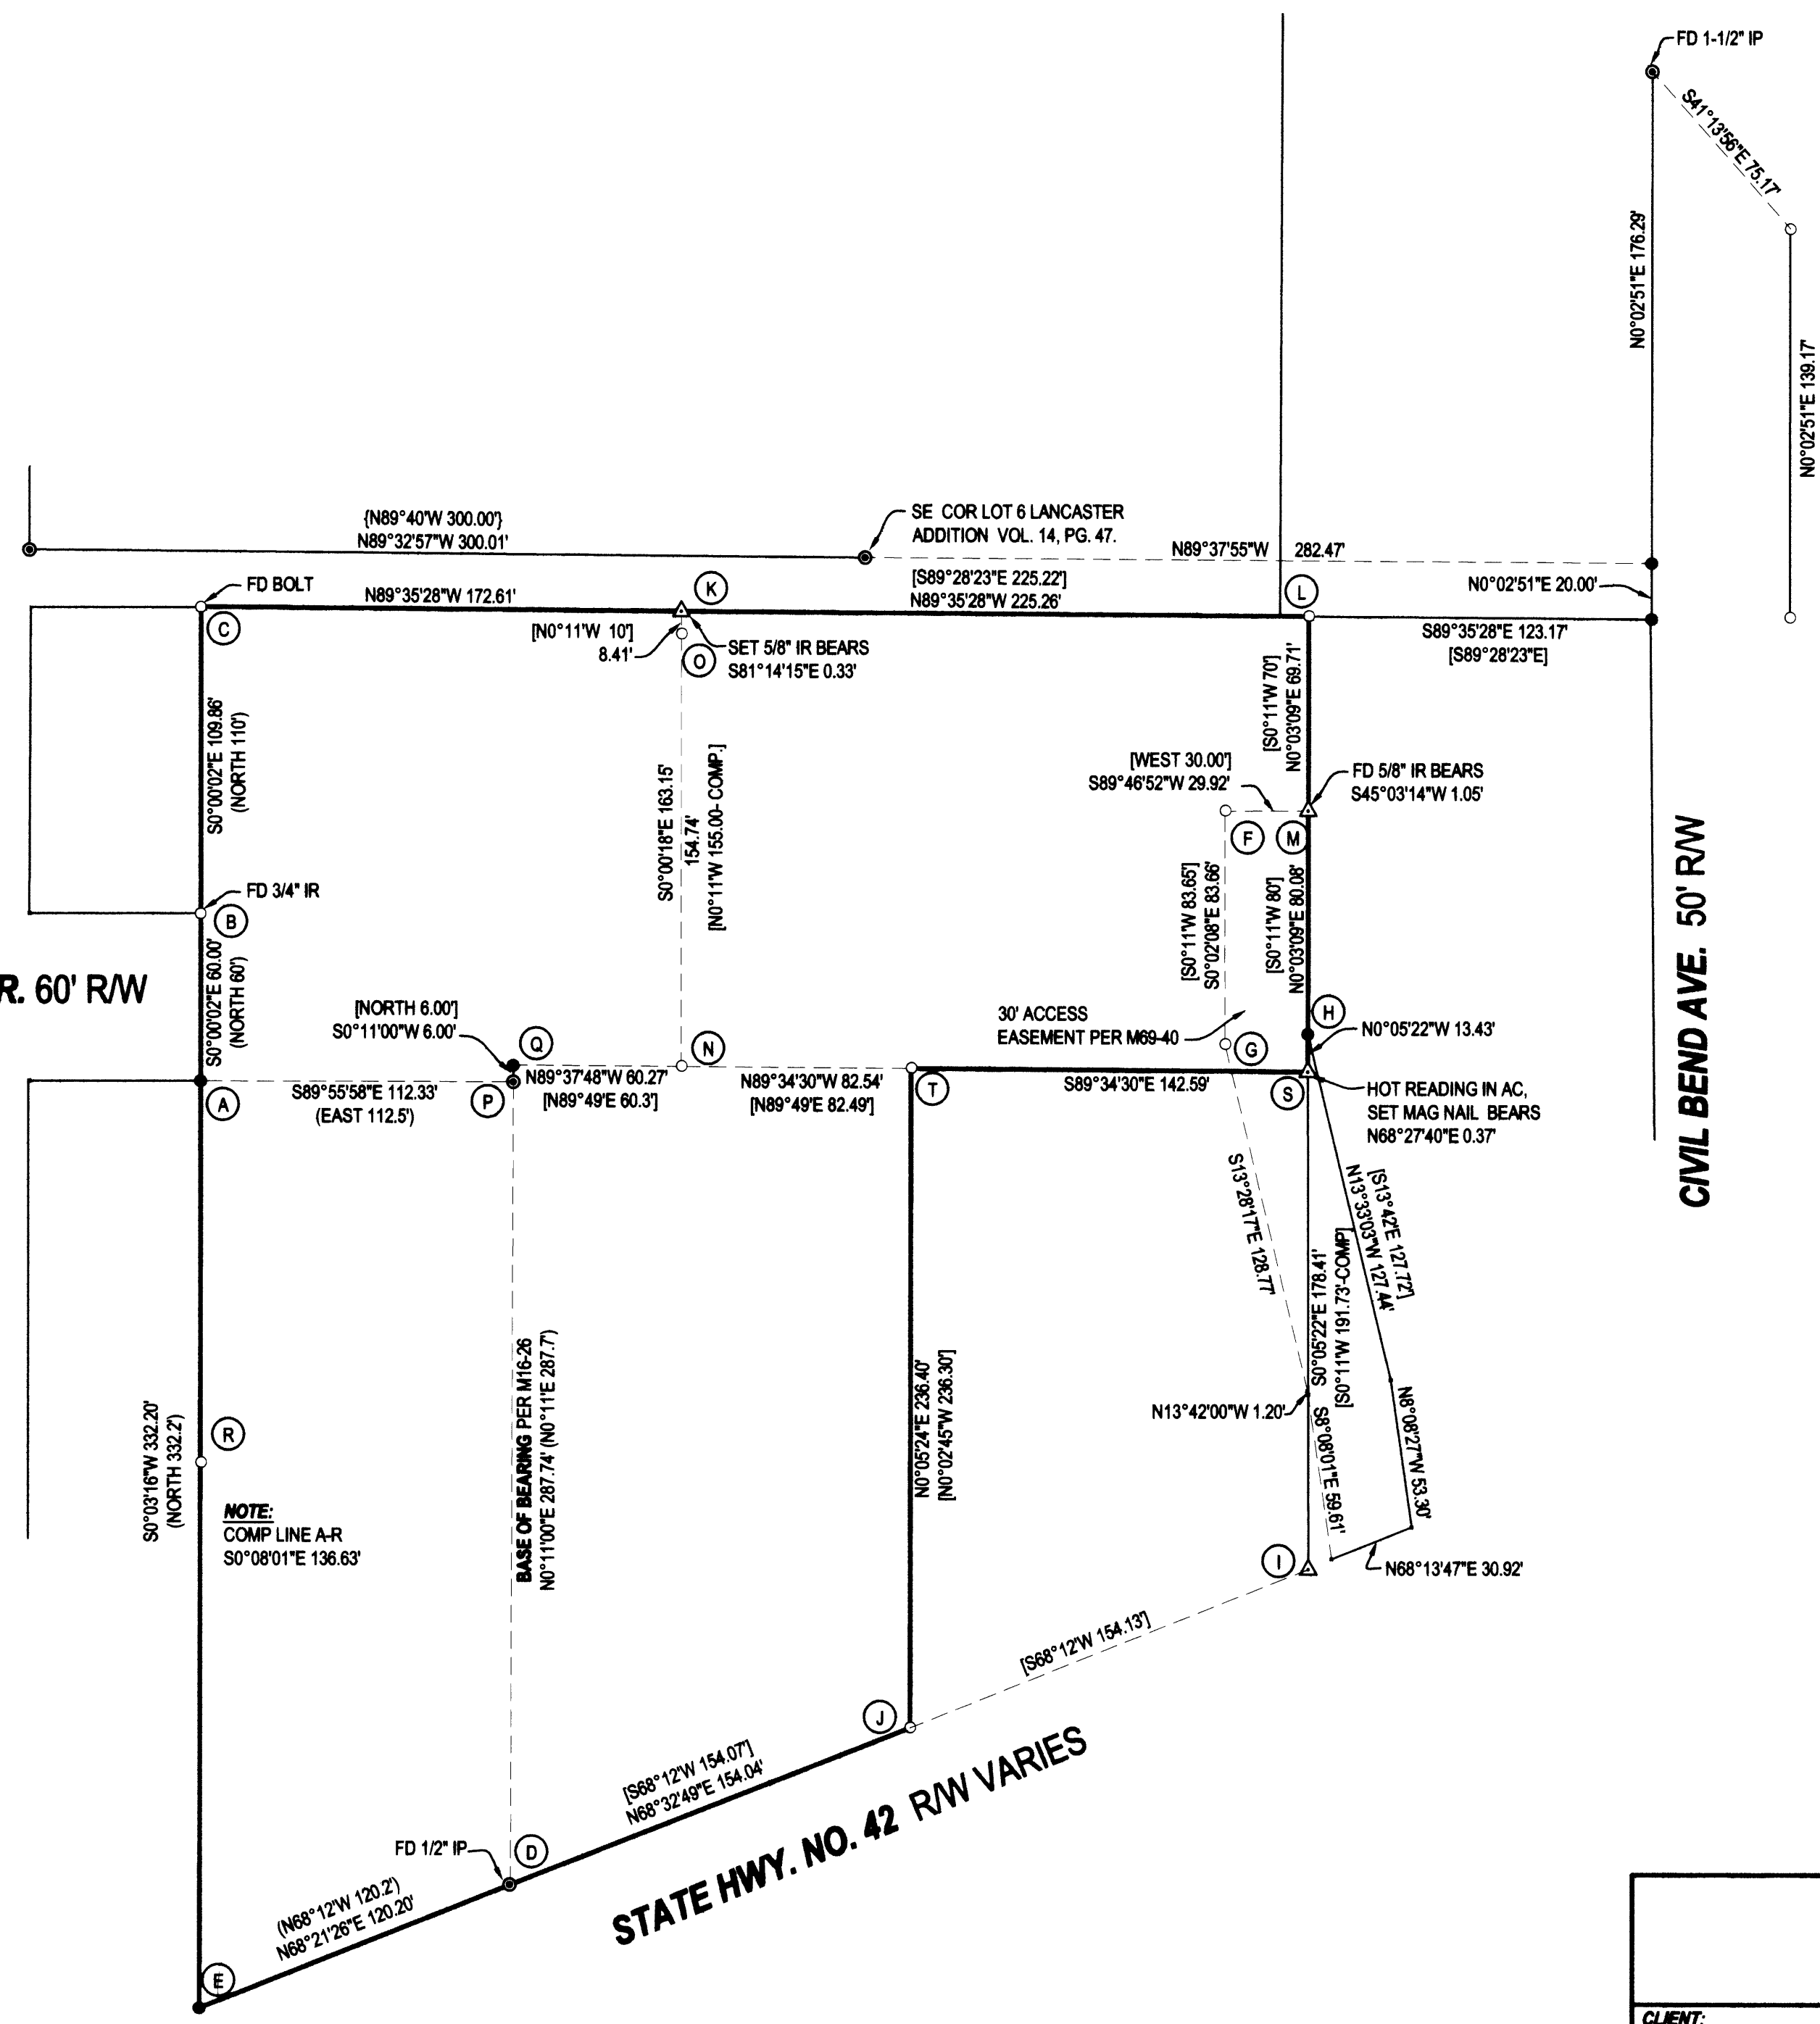 FD 1-1/2" IP
S41°13'56"E 75.17'
N0°02'51"E 176.29'
N0°02'51"E 139.17'
{N89°40'W 300.00'}
N89°32'57"W 300.01'
SE COR LOT 6 LANCASTER
ADDITION VOL. 14, PG. 47.
N89°37'55"W 282.47'
N0°02'51"E 20.00'
FD BOLT
N89°35'28"W 172.61'
K
[S89°28'23"E 225.22']
N89°35'28"W 225.26'
L
S89°35'28"E 123.17'
[S89°28'23"E]
C
[N0°11'W 10']
8.41'
O
SET 5/8" IR BEARS
S81°14'15"E 0.33'
S0°00'02"E 109.86'
(NORTH 110')
[S0°11'W 70']
N0°03'09"E 69.71'
S0°00'18"E 163.15'
154.74'
[N0°11'W 155.00- COMP.]
[WEST 30.00']
S89°46'52"W 29.92'
FD 5/8" IR BEARS
S45°03'14"W 1.05'
F
M
FD 3/4" IR
B
[S0°11'W 83.65']
S0°02'08"E 83.66'
[S0°11'W 80']
N0°03'09"E 80.08'
CIVIL BEND AVE. 50' R/W
R. 60' R/W
S0°00'02"E 60.00'
(NORTH 60')
[NORTH 6.00']
S0°11'00"W 6.00'
Q
N
30' ACCESS
EASEMENT PER M69-40
H
G
N0°05'22"W 13.43'
A
S89°55'58"E 112.33'
(EAST 112.5')
P
N89°37'48"W 60.27'
[N89°49'E 60.3']
N89°34'30"W 82.54'
[N89°49'E 82.49']
T
S89°34'30"E 142.59'
S
HOT READING IN AC,
SET MAG NAIL BEARS
N68°27'40"E 0.37'
S13°28'17"E 128.77'
[S13°42'E 127.72']
N13°33'03"W 127.44'
S0°05'22"E 178.41'
[S0°11'W 191.73'-COMP]
N13°42'00"W 1.20'
S8°08'01"E 59.61'
N8°08'27"W 53.30'
N68°13'47"E 30.92'
I
S0°03'16"W 332.20'
(NORTH 332.2')
R
NOTE:
COMP LINE A-R
S0°08'01"E 136.63'
BASE OF BEARING PER M16-26
N0°11'00"E 287.74' (N0°11'E 287.7')
N0°05'24"E 236.40'
[N0°02'45"W 236.30']
[S68°12'W 154.13']
J
[S68°12'W 154.07']
N68°32'49"E 154.04'
STATE HWY. NO. 42 R/W VARIES
FD 1/2" IP
D
(N68°12'W 120.2')
N68°21'26"E 120.20'
E
CLIENT: